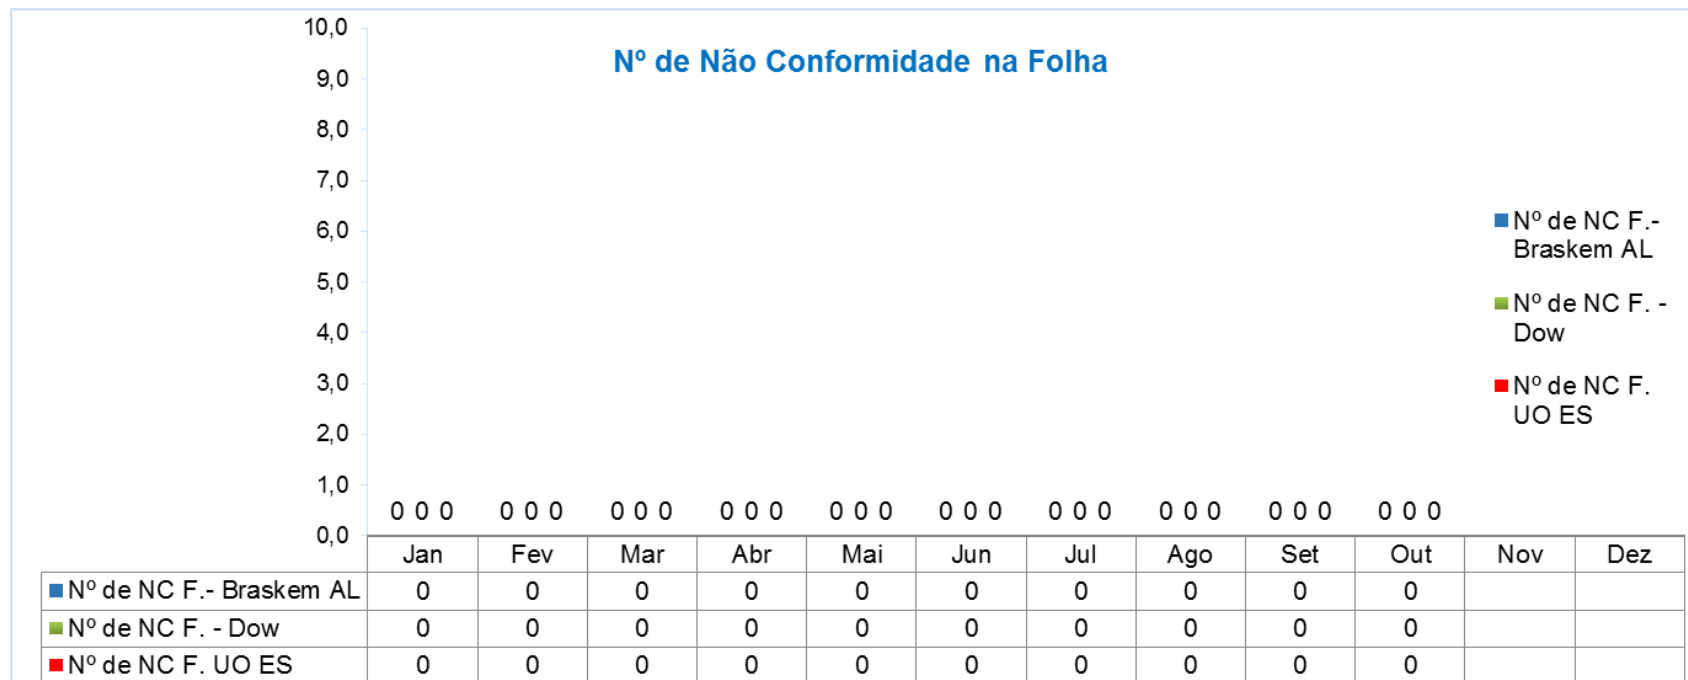 Nº de Não Conformidade na Folha
10,0
9,0
8,0
7,0
6,0
5,0
4,0
3,0
2,0
1,0
0,0
Nº de NC F.-
Braskem AL
Nº de NC F. -
Dow
Nº de NC F.
UO ES
0 0 0 0 0 0 0 0 0 0 0 0 0 0 0 0 0 0 0 0 0 0 0 0 0 0 0 0 0 0
Jan Fev Mar Abr Mai Jun Jul Ago Set Out Nov Dez
Nº de NC F.- Braskem AL 0 0 0 0 0 0 0 0 0 0
Nº de NC F. - Dow 0 0 0 0 0 0 0 0 0 0
Nº de NC F. UO ES 0 0 0 0 0 0 0 0 0 0